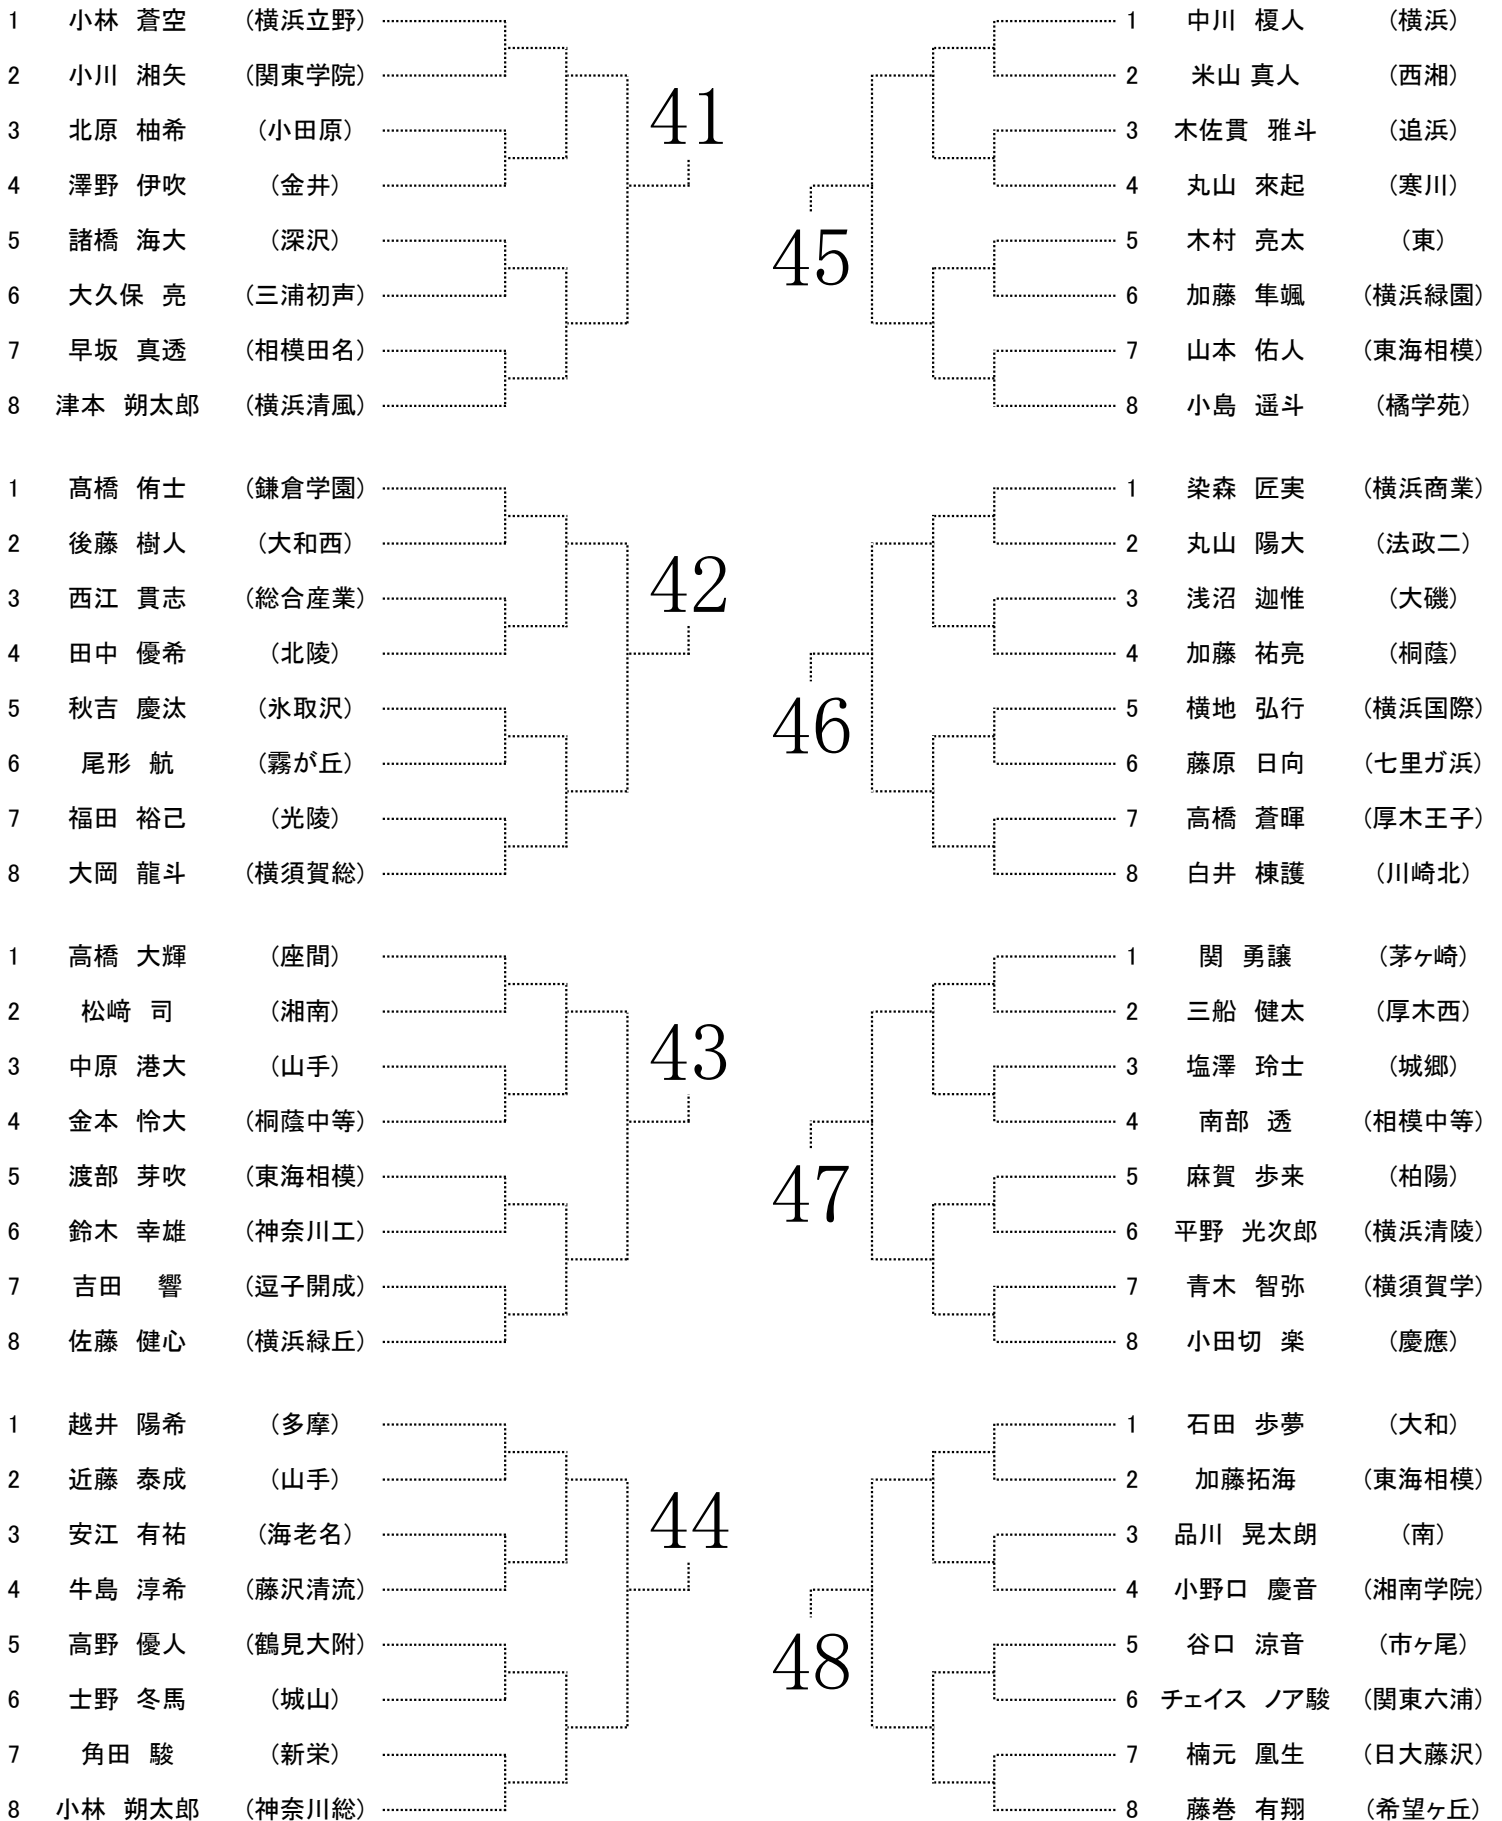 1 小林 蒼空 (横浜立野)
2 小川 湘矢 (関東学院)
3 北原 柚希 (小田原)
4 澤野 伊吹 (金井)
5 諸橋 海大 (深沢)
6 大久保 亮 (三浦初声)
7 早坂 真透 (相模田名)
8 津本 朔太郎 (横浜清風)
41
1 髙橋 侑士 (鎌倉学園)
2 後藤 樹人 (大和西)
3 西江 貫志 (総合産業)
4 田中 優希 (北陵)
5 秋吉 慶汰 (氷取沢)
6 尾形 航 (霧が丘)
7 福田 裕己 (光陵)
8 大岡 龍斗 (横須賀総)
42
1 高橋 大輝 (座間)
2 松﨑 司 (湘南)
3 中原 港大 (山手)
4 金本 怜大 (桐蔭中等)
5 渡部 芽吹 (東海相模)
6 鈴木 幸雄 (神奈川工)
7 吉田 響 (逗子開成)
8 佐藤 健心 (横浜緑丘)
43
1 越井 陽希 (多摩)
2 近藤 泰成 (山手)
3 安江 有祐 (海老名)
4 牛島 淳希 (藤沢清流)
5 高野 優人 (鶴見大附)
6 士野 冬馬 (城山)
7 角田 駿 (新栄)
8 小林 朔太郎 (神奈川総)
44
1 中川 榎人 (横浜)
2 米山 真人 (西湘)
3 木佐貫 雅斗 (追浜)
4 丸山 來起 (寒川)
5 木村 亮太 (東)
6 加藤 隼颯 (横浜緑園)
7 山本 佑人 (東海相模)
8 小島 遥斗 (橘学苑)
45
1 染森 匠実 (横浜商業)
2 丸山 陽大 (法政二)
3 浅沼 迦惟 (大磯)
4 加藤 祐亮 (桐蔭)
5 横地 弘行 (横浜国際)
6 藤原 日向 (七里ガ浜)
7 高橋 蒼暉 (厚木王子)
8 白井 棟護 (川崎北)
46
1 関 勇譲 (茅ヶ崎)
2 三船 健太 (厚木西)
3 塩澤 玲士 (城郷)
4 南部 透 (相模中等)
5 麻賀 歩来 (柏陽)
6 平野 光次郎 (横浜清陵)
7 青木 智弥 (横須賀学)
8 小田切 楽 (慶應)
47
1 石田 歩夢 (大和)
2 加藤拓海 (東海相模)
3 品川 晃太朗 (南)
4 小野口 慶音 (湘南学院)
5 谷口 涼音 (市ヶ尾)
6 チェイス ノア駿 (関東六浦)
7 楠元 凰生 (日大藤沢)
8 藤巻 有翔 (希望ヶ丘)
48